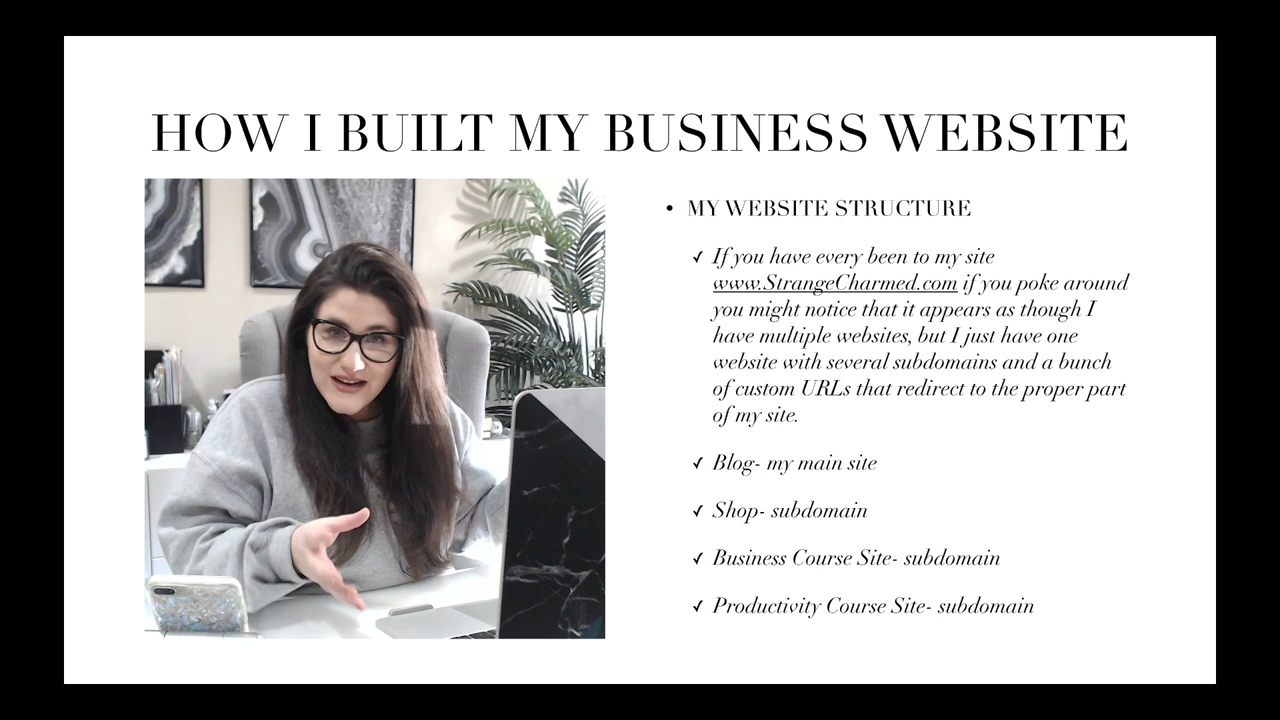 HOW I BUILT MY BUSINESS WEBSITE
• MY WEBSITE STRUCTURE
✓ If you have every been to my site
www.StrangeCharmed.com if you poke around
you might notice that it appears as though I
have multiple websites, but I just have one
website with several subdomains and a bunch
of custom URLs that redirect to the proper part
of my site.
✓ Blog- my main site
✓ Shop- subdomain
✓ Business Course Site- subdomain
✓ Productivity Course Site- subdomain